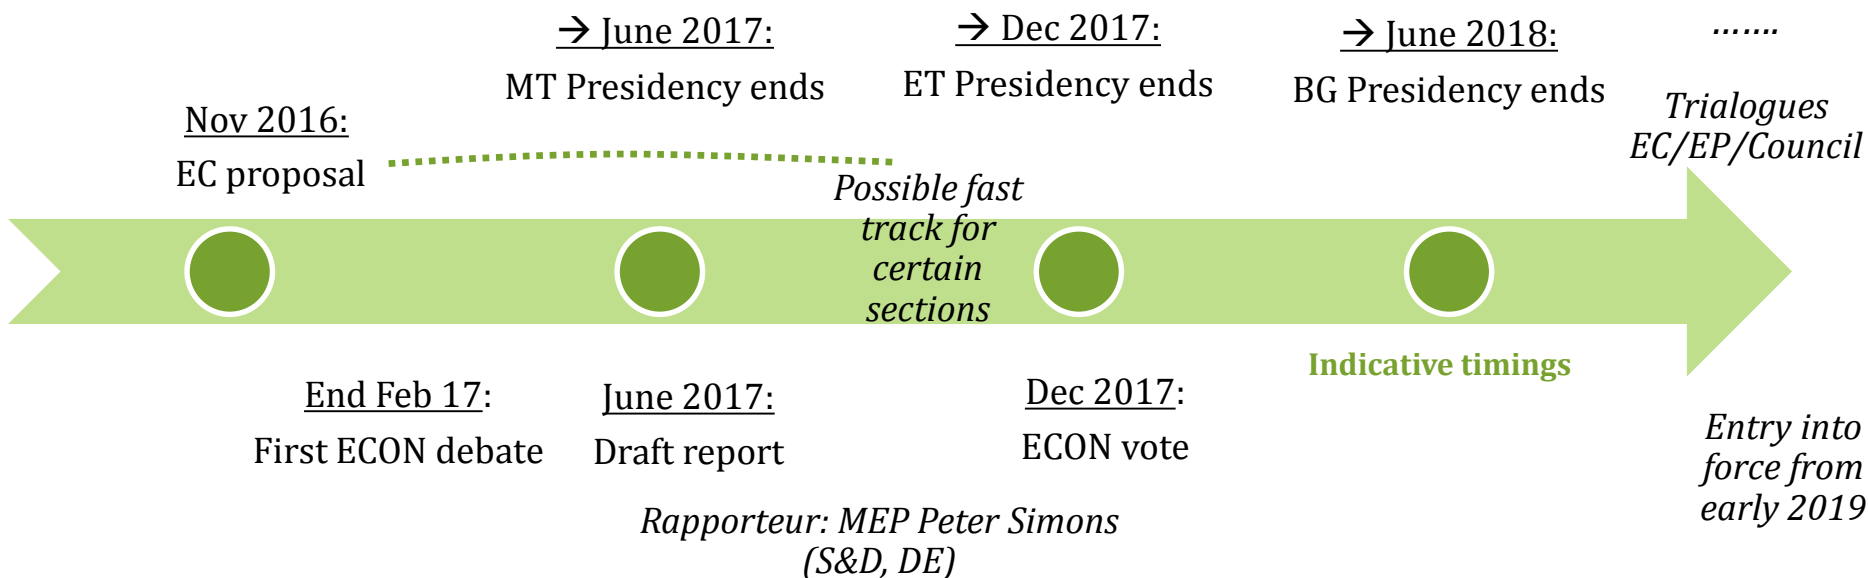 → June 2017:
MT Presidency ends
→ Dec 2017:
ET Presidency ends
→ June 2018:
BG Presidency ends
.......
Trialogues
EC/EP/Council
Nov 2016:
EC proposal
Possible fast
track for
certain
sections
Indicative timings
End Feb 17:
First ECON debate
June 2017:
Draft report
Dec 2017:
ECON vote
Entry into
force from
early 2019
Rapporteur: MEP Peter Simons
(S&D, DE)